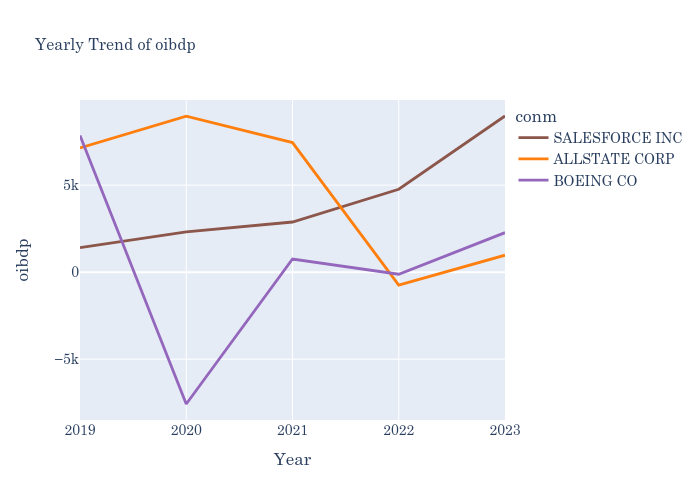 Yearly Trend of oibdp
conm
SALESFORCE INC
ALLSTATE CORP
BOEING CO
oibdp
5k
0
−5k
2019
2020
2021
2022
2023
Year